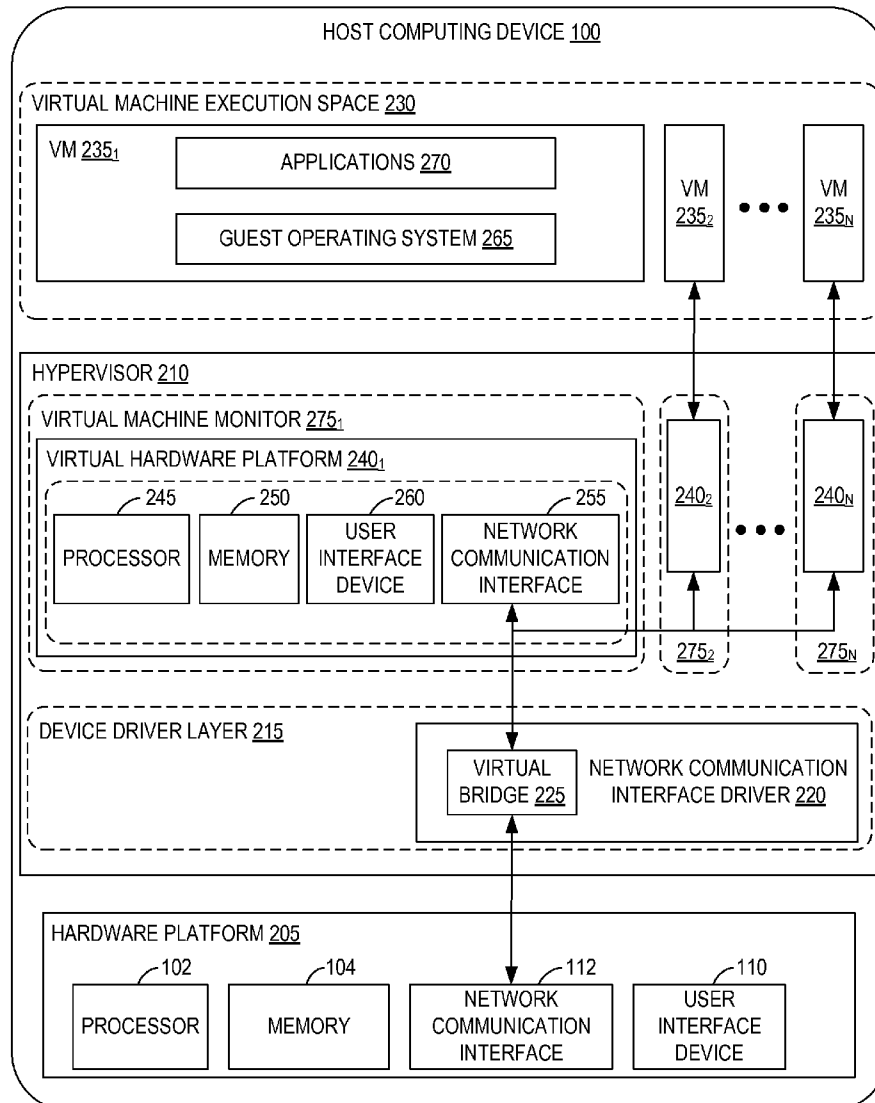 HOST COMPUTING DEVICE 100
VIRTUAL MACHINE EXECUTION SPACE 230
VM 235₁
APPLICATIONS 270
GUEST OPERATING SYSTEM 265
VM
235₂
VM
235N
HYPERVISOR 210
VIRTUAL MACHINE MONITOR 275₁
VIRTUAL HARDWARE PLATFORM 240₁
245
250
260
255
PROCESSOR
MEMORY
USER
INTERFACE
DEVICE
NETWORK
COMMUNICATION
INTERFACE
240₂
240N
275₂
275N
DEVICE DRIVER LAYER 215
VIRTUAL
BRIDGE 225
NETWORK COMMUNICATION
INTERFACE DRIVER 220
HARDWARE PLATFORM 205
102
104
112
110
PROCESSOR
MEMORY
NETWORK
COMMUNICATION
INTERFACE
USER
INTERFACE
DEVICE